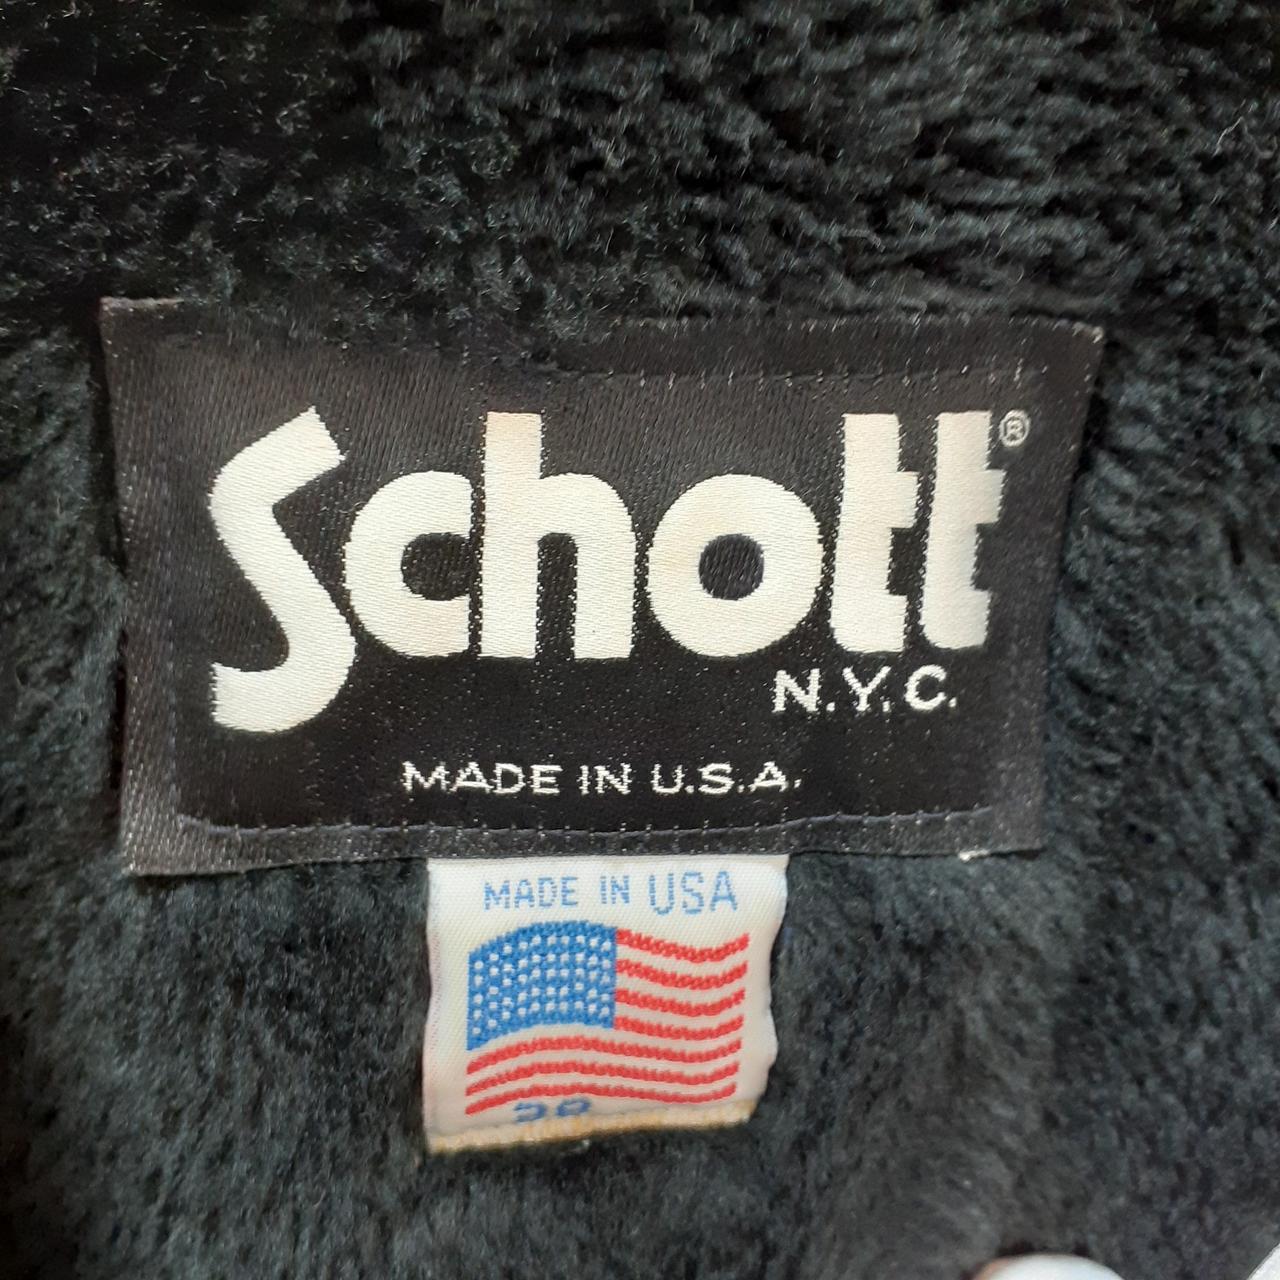 Schott®
N.Y.C.
MADE IN U.S.A.
MADE IN USA